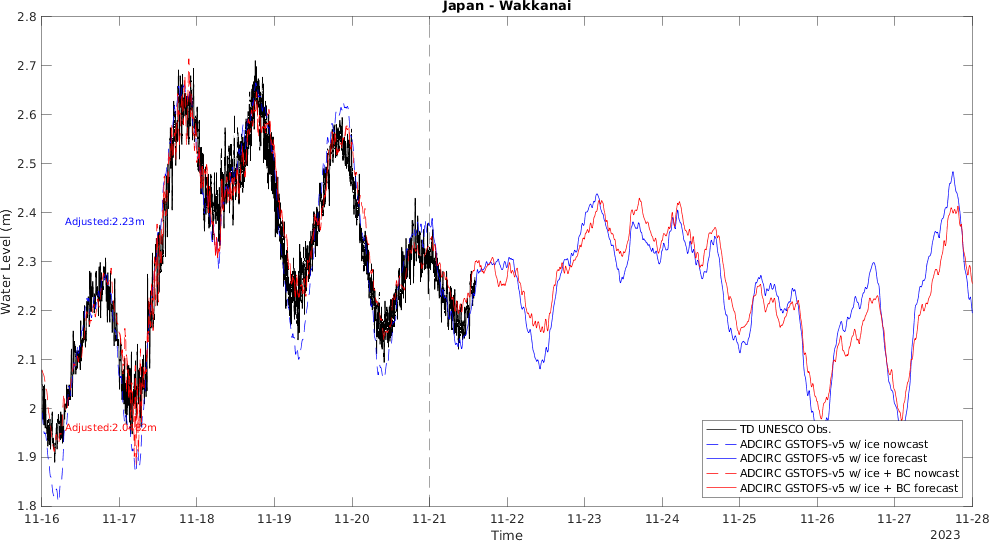 Japan - Wakkanai
2.8
2.7
2.6
2.5
2.4
2.3
2.2
2.1
2
1.9
1.8
Water Level (m)
Adjusted:2.23m
TD UNESCO Obs.
ADCIRC GSTOFS-v5 w/ ice nowcast
ADCIRC GSTOFS-v5 w/ ice forecast
ADCIRC GSTOFS-v5 w/ ice + BC nowcast
ADCIRC GSTOFS-v5 w/ ice + BC forecast
11-16 11-17 11-18 11-19 11-20 11-21 11-22 11-23 11-24 11-25 11-26 11-27 11-28
Time
2023